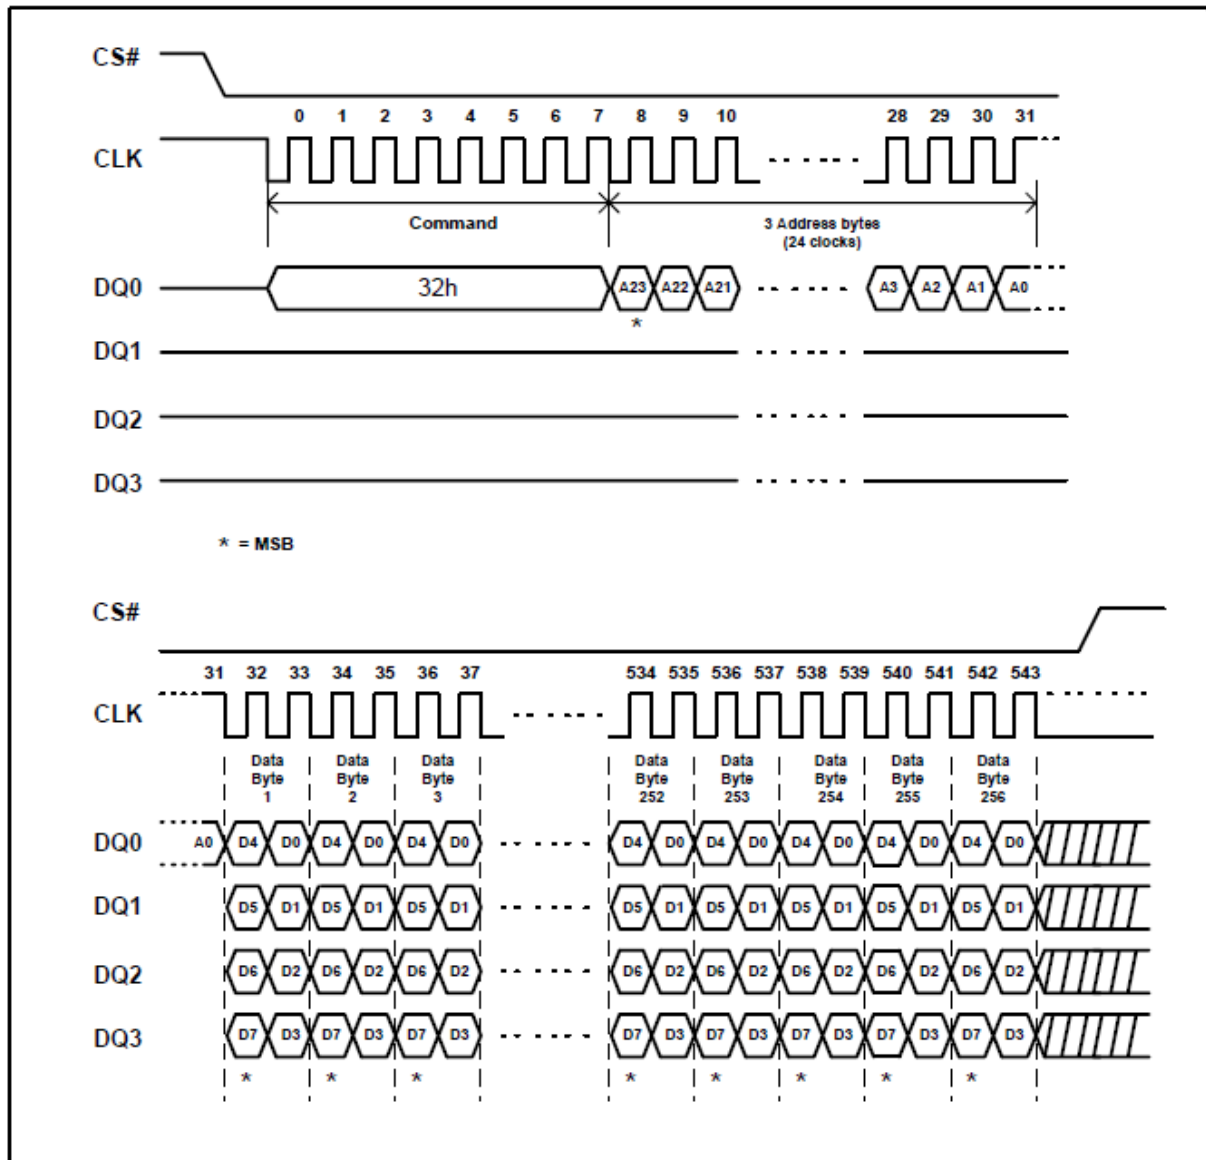 CS#
0 1 2 3 4 5 6 7 8 9 10 28 29 30 31
CLK
Command
3 Address bytes
(24 clocks)
DQ0 32h A23 A22 A21 A3 A2 A1 A0
*
DQ1
DQ2
DQ3
* = MSB
CS#
31 32 33 34 35 36 37 534 535 536 537 538 539 540 541 542 543
CLK
Data Data Data Data Data Data Data Data
Byte Byte Byte Byte Byte Byte Byte Byte
1 2 3 252 253 254 255 256
DQ0 A0 D4 D0 D4 D0 D4 D0 D4 D0 D4 D0 D4 D0 D4 D0 D4 D0
DQ1 D5 D1 D5 D1 D5 D1 D5 D1 D5 D1 D5 D1 D5 D1 D5 D1
DQ2 D6 D2 D6 D2 D6 D2 D6 D2 D6 D2 D6 D2 D6 D2 D6 D2
DQ3 D7 D3 D7 D3 D7 D3 D7 D3 D7 D3 D7 D3 D7 D3 D7 D3
* * * * * * * *